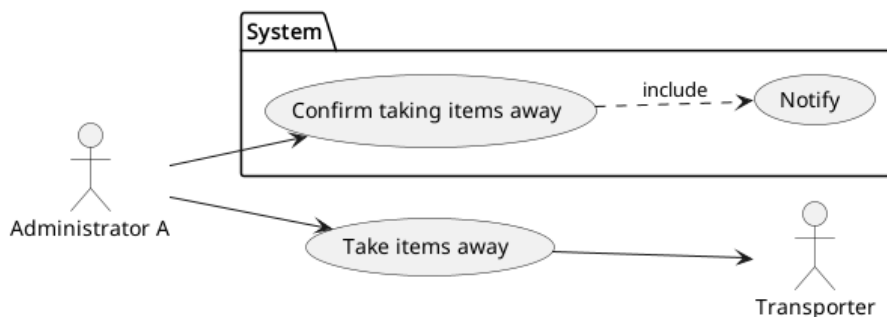 System
Confirm taking items away
include
Notify
Administrator A
Take items away
Transporter